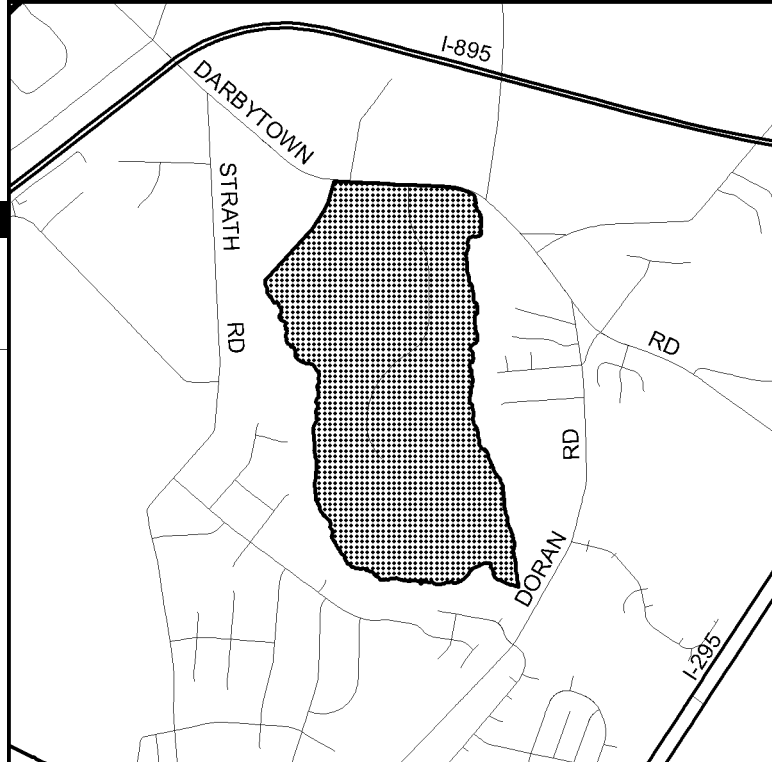 I-895
DARBYTOWN
STRATH
RD
RD
RD
DORAN
I-295